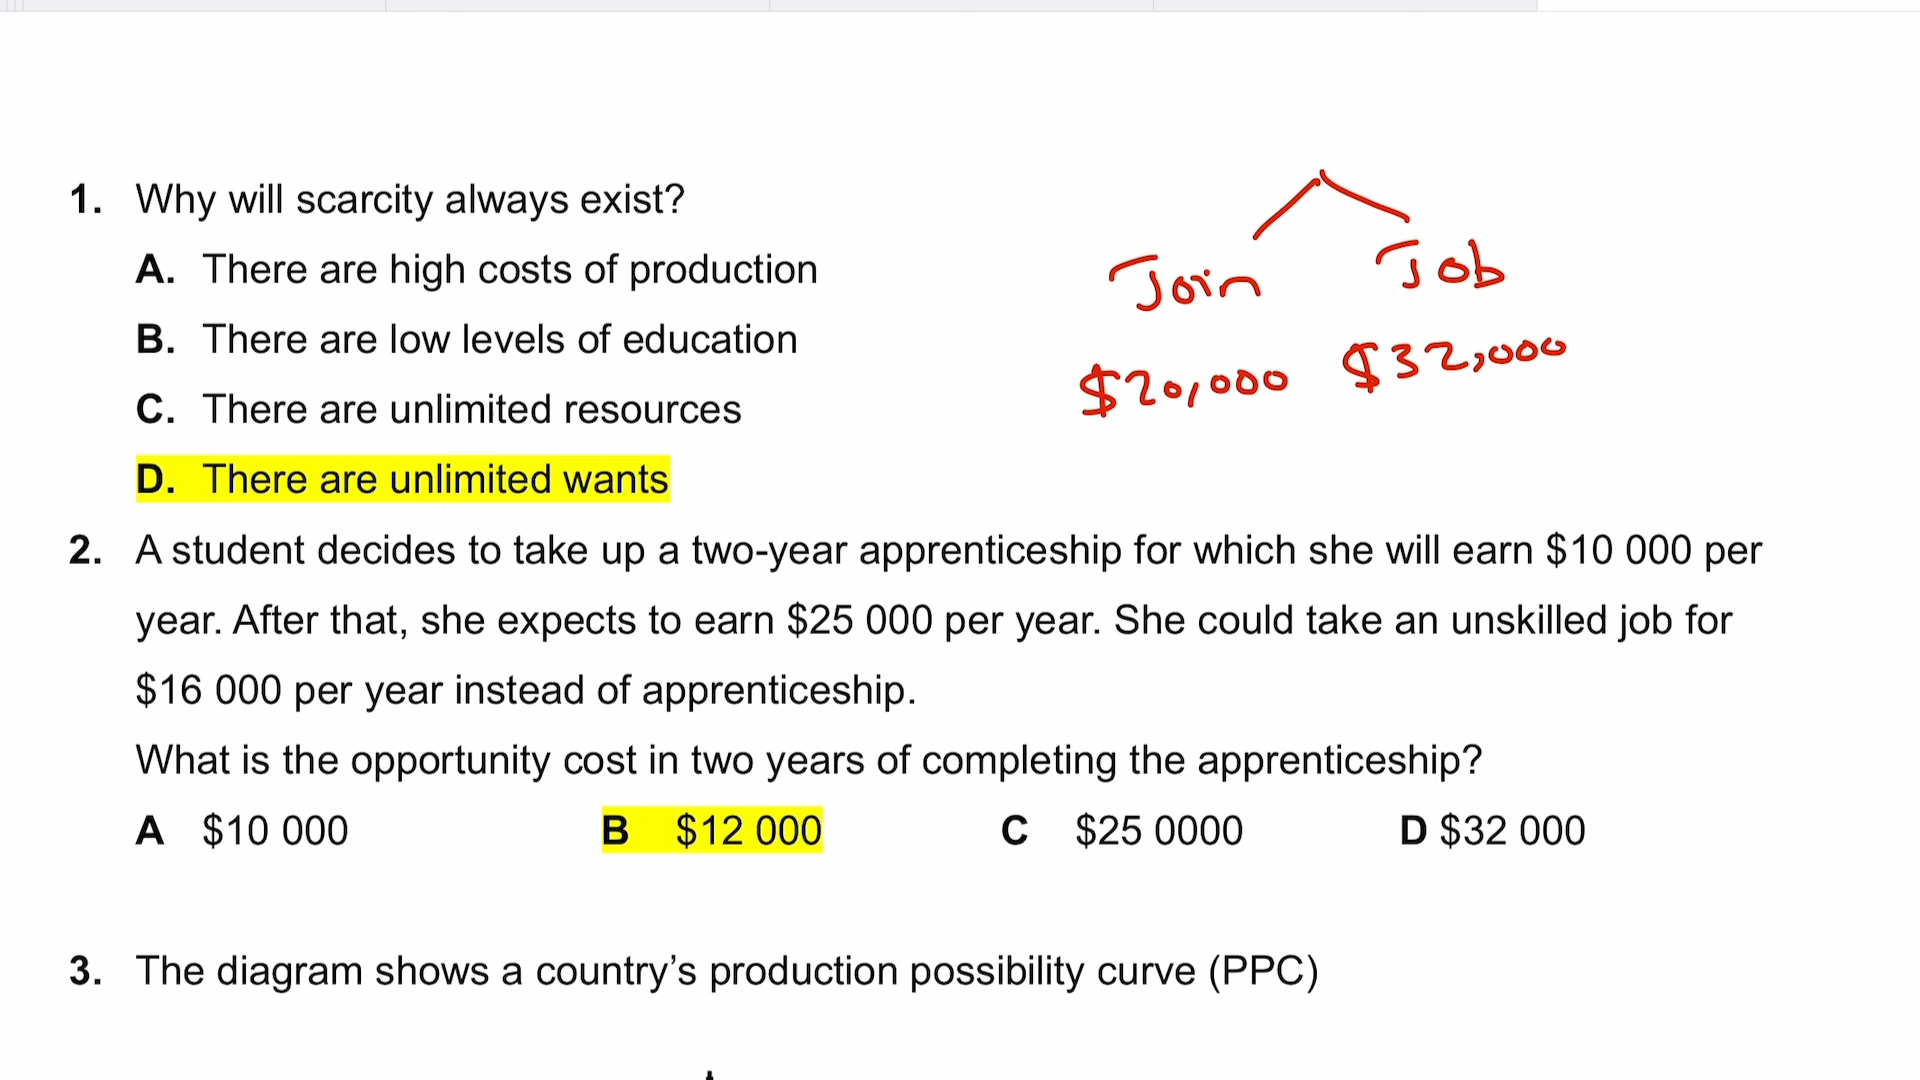 1. Why will scarcity always exist?
A. There are high costs of production
B. There are low levels of education
C. There are unlimited resources
D. There are unlimited wants
Join Job
$20,000 $32,000
2. A student decides to take up a two-year apprenticeship for which she will earn $10 000 per
year. After that, she expects to earn $25 000 per year. She could take an unskilled job for
$16 000 per year instead of apprenticeship.
What is the opportunity cost in two years of completing the apprenticeship?
A $10 000 B $12 000 C $25 0000 D $32 000
3. The diagram shows a country’s production possibility curve (PPC)